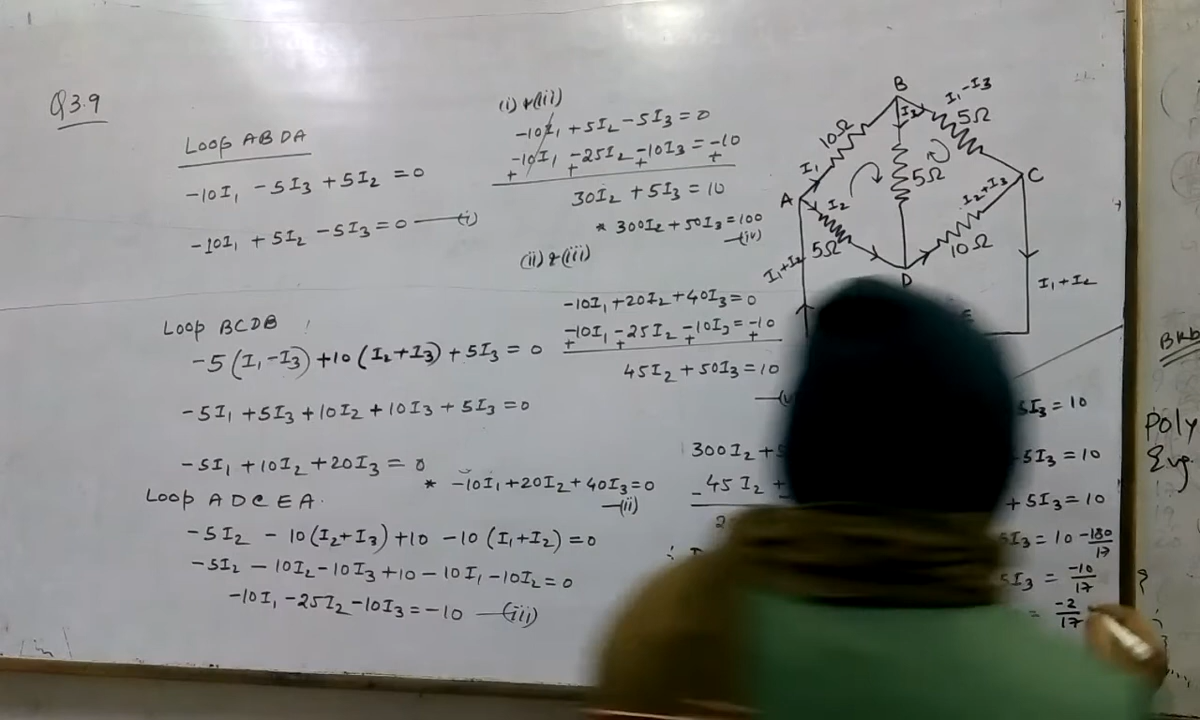 Q3.9
Loop ABDA
-10I₁ -5I₃ +5I₂ = 0
-10I₁ + 5I₂ -5I₃ = 0 —(i)
Loop BCDB
-5(I₁-I₃) +10(I₂+I₃) +5I₃ = 0
-5I₁ +5I₃ +10I₂ +10I₃ +5I₃ = 0
-5I₁ +10I₂ +20I₃ = 0
* -10I₁+20I₂+40I₃=0 —(ii)
Loop ADCEA
-5I₂ - 10(I₂+I₃) +10 -10(I₁+I₂) = 0
-5I₂ -10I₂-10I₃ +10 -10I₁ -10I₂ = 0
-10I₁ -25I₂ -10I₃ = -10 —(iii)
(i) & (iii)
-10I₁ + 5I₂ -5I₃ = 0
-10I₁ -25I₂ -10I₃ = -10
+ + + +
30I₂ + 5I₃ = 10
* 300I₂ + 50I₃ = 100 —(iv)
(ii) & (iii)
-10I₁ +20I₂ +40I₃ = 0
-10I₁ -25I₂ -10I₃ = -10
+ + + +
45I₂ + 50I₃ = 10
300I₂ +
- 45I₂ +
B
I₁-I₃
10Ω
I₃
5Ω
I₁
5Ω
C
A
I₂
I₂+I₃
5Ω
10Ω
D
I₁+I₂
I₁+I₂
E
5I₃ = 10
5I₃ = 10
+ 5I₃ = 10
5I₃ = 10 -180/17
5I₃ = -10/17
= -2/17
Poly